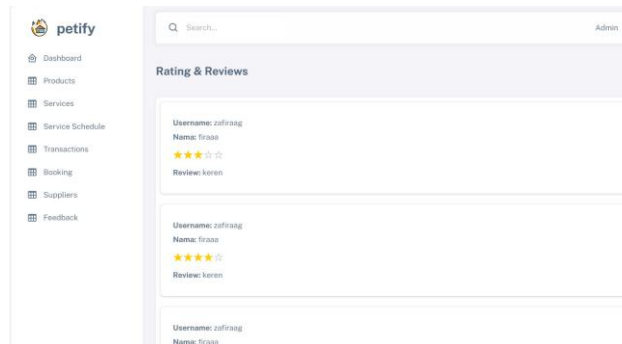 petify
Search...
Admin
Dashboard
Products
Services
Service Schedule
Transactions
Booking
Suppliers
Feedback
Rating & Reviews
Username: zafiraag
Nama: firaaa
★★★☆☆
Review: keren
Username: zafiraag
Nama: firaaa
★★★★☆
Review: keren
Username: zafiraag
Nama: firaaa